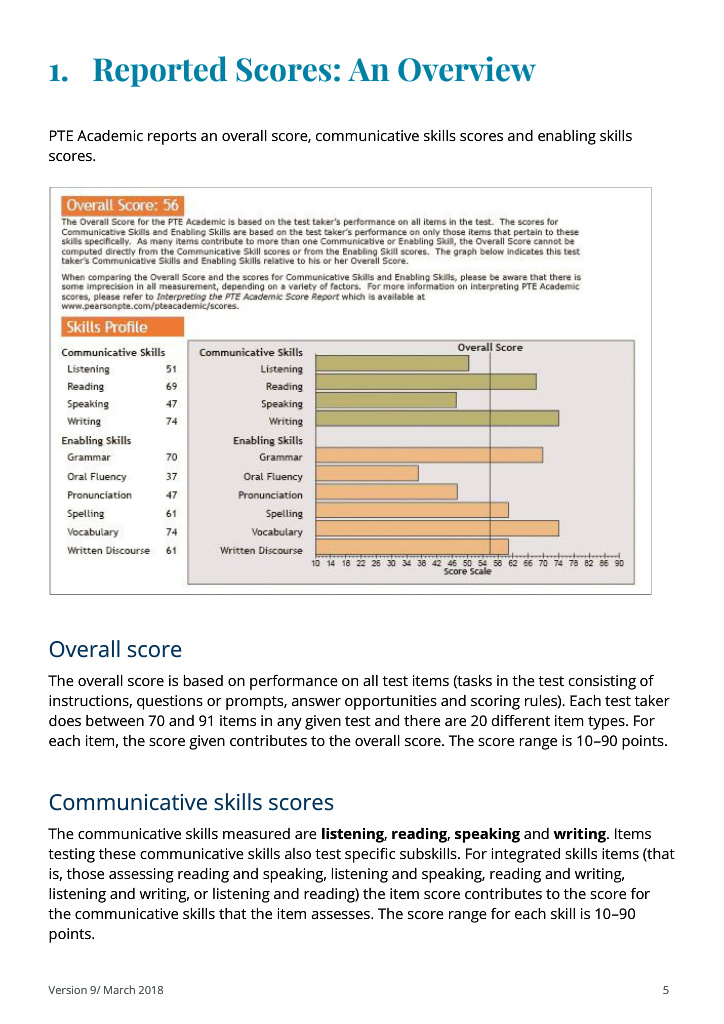 1. Reported Scores: An Overview
PTE Academic reports an overall score, communicative skills scores and enabling skills
scores.
Overall Score: 56
The Overall Score for the PTE Academic is based on the test taker's performance on all items in the test. The scores for
Communicative Skills and Enabling Skills are based on the test taker's performance on only those items that pertain to these
skills specifically. As many items contribute to more than one Communicative or Enabling Skill, the Overall Score cannot be
computed directly from the Communicative Skill scores or from the Enabling Skill scores. The graph below indicates this test
taker's Communicative Skills and Enabling Skills relative to his or her Overall Score.
When comparing the Overall Score and the scores for Communicative Skills and Enabling Skills, please be aware that there is
some imprecision in all measurement, depending on a variety of factors. For more information on interpreting PTE Academic
scores, please refer to Interpreting the PTE Academic Score Report which is available at
www.pearsonpte.com/pteacademic/scores.
Skills Profile
Communicative Skills
Listening 51
Reading 69
Speaking 47
Writing 74
Enabling Skills
Grammar 70
Oral Fluency 37
Pronunciation 47
Spelling 61
Vocabulary 74
Written Discourse 61
Overall Score
Communicative Skills
Listening
Reading
Speaking
Writing
Enabling Skills
Grammar
Oral Fluency
Pronunciation
Spelling
Vocabulary
Written Discourse
10 14 18 22 26 30 34 38 42 46 50 54 58 62 66 70 74 78 82 86 90
Score Scale
Overall score
The overall score is based on performance on all test items (tasks in the test consisting of
instructions, questions or prompts, answer opportunities and scoring rules). Each test taker
does between 70 and 91 items in any given test and there are 20 different item types. For
each item, the score given contributes to the overall score. The score range is 10–90 points.
Communicative skills scores
The communicative skills measured are listening, reading, speaking and writing. Items
testing these communicative skills also test specific subskills. For integrated skills items (that
is, those assessing reading and speaking, listening and speaking, reading and writing,
listening and writing, or listening and reading) the item score contributes to the score for
the communicative skills that the item assesses. The score range for each skill is 10–90
points.
Version 9/ March 2018
5